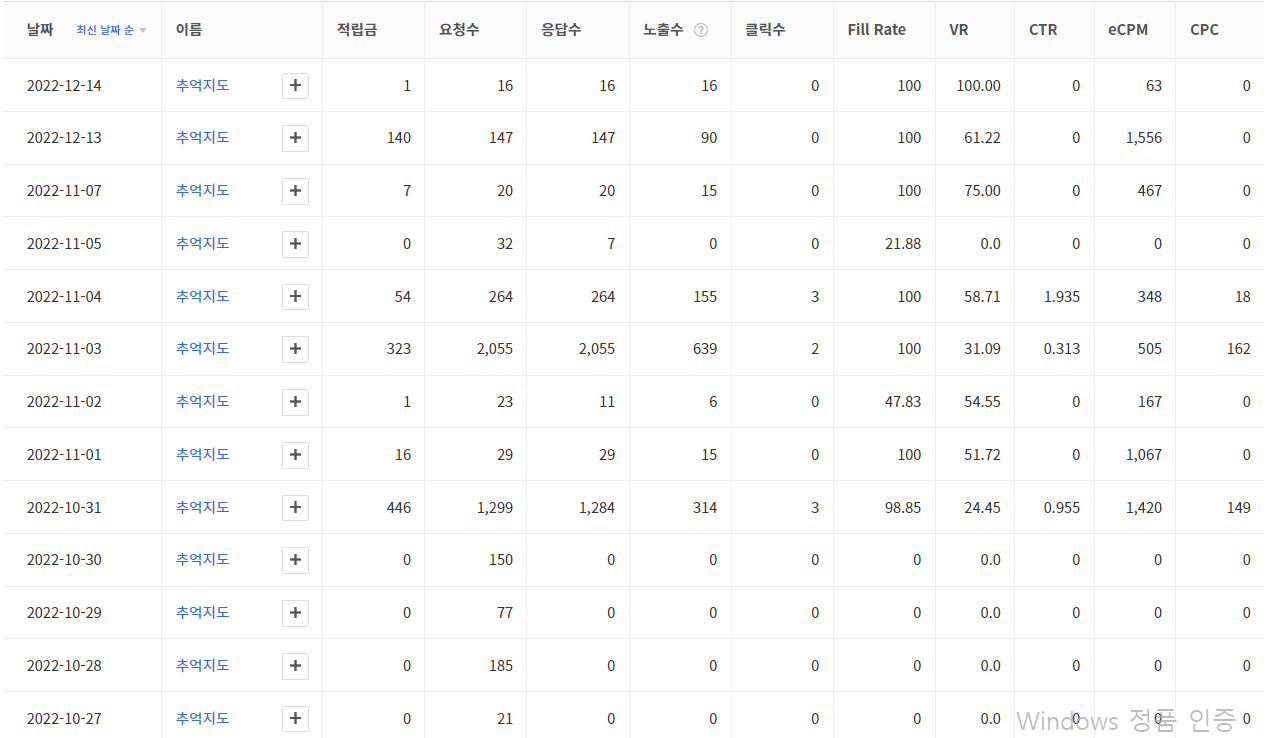 날짜 최신 날짜 순 이름 적립금 요청수 응답수 노출수 ? 클릭수 Fill Rate VR CTR eCPM CPC
2022-12-14 추억지도 + 1 16 16 16 0 100 100.00 0 63 0
2022-12-13 추억지도 + 140 147 147 90 0 100 61.22 0 1,556 0
2022-11-07 추억지도 + 7 20 20 15 0 100 75.00 0 467 0
2022-11-05 추억지도 + 0 32 7 0 0 21.88 0.0 0 0 0
2022-11-04 추억지도 + 54 264 264 155 3 100 58.71 1.935 348 18
2022-11-03 추억지도 + 323 2,055 2,055 639 2 100 31.09 0.313 505 162
2022-11-02 추억지도 + 1 23 11 6 0 47.83 54.55 0 167 0
2022-11-01 추억지도 + 16 29 29 15 0 100 51.72 0 1,067 0
2022-10-31 추억지도 + 446 1,299 1,284 314 3 98.85 24.45 0.955 1,420 149
2022-10-30 추억지도 + 0 150 0 0 0 0 0.0 0 0 0
2022-10-29 추억지도 + 0 77 0 0 0 0 0.0 0 0 0
2022-10-28 추억지도 + 0 185 0 0 0 0 0.0 0 0 0
2022-10-27 추억지도 + 0 21 0 0 0 0 0.0 0 0 0
Windows 정품 인증